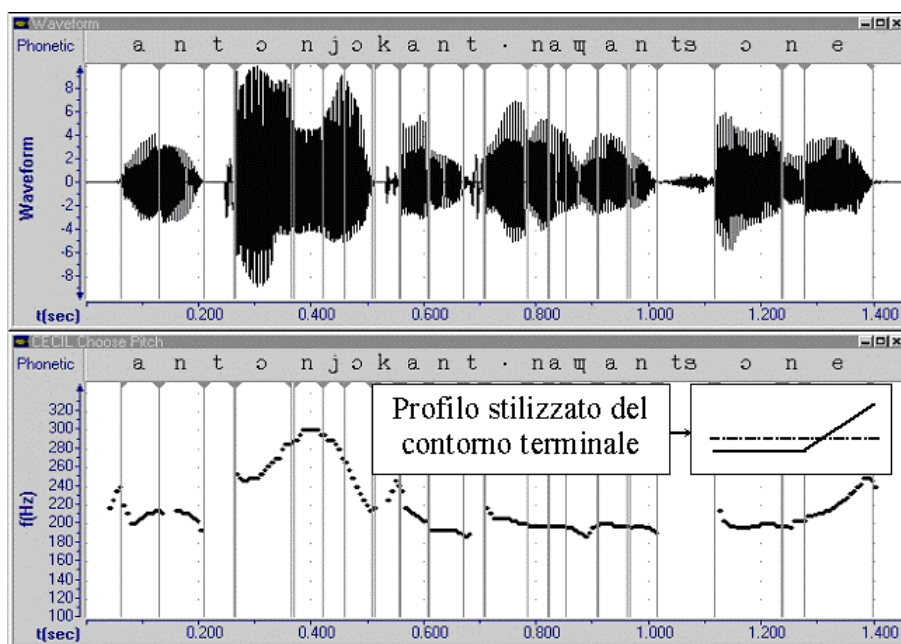 Waveform
Phonetic a n t ɔ n j o k a n t · n a ɰ a n ts ɔ n e
Waveform
8
6
4
2
0
-2
-4
-6
-8
t(sec) 0.200 0.400 0.600 0.800 1.000 1.200 1.400
CECIL Choose Pitch
Phonetic a n t ɔ n j ɔ k a n t · n a ɰ a n ts ɔ n e
f(Hz)
320
300
280
260
240
220
200
180
160
140
120
100
Profilo stilizzato del
contorno terminale
t(sec) 0.200 0.400 0.600 0.800 1.000 1.200 1.400